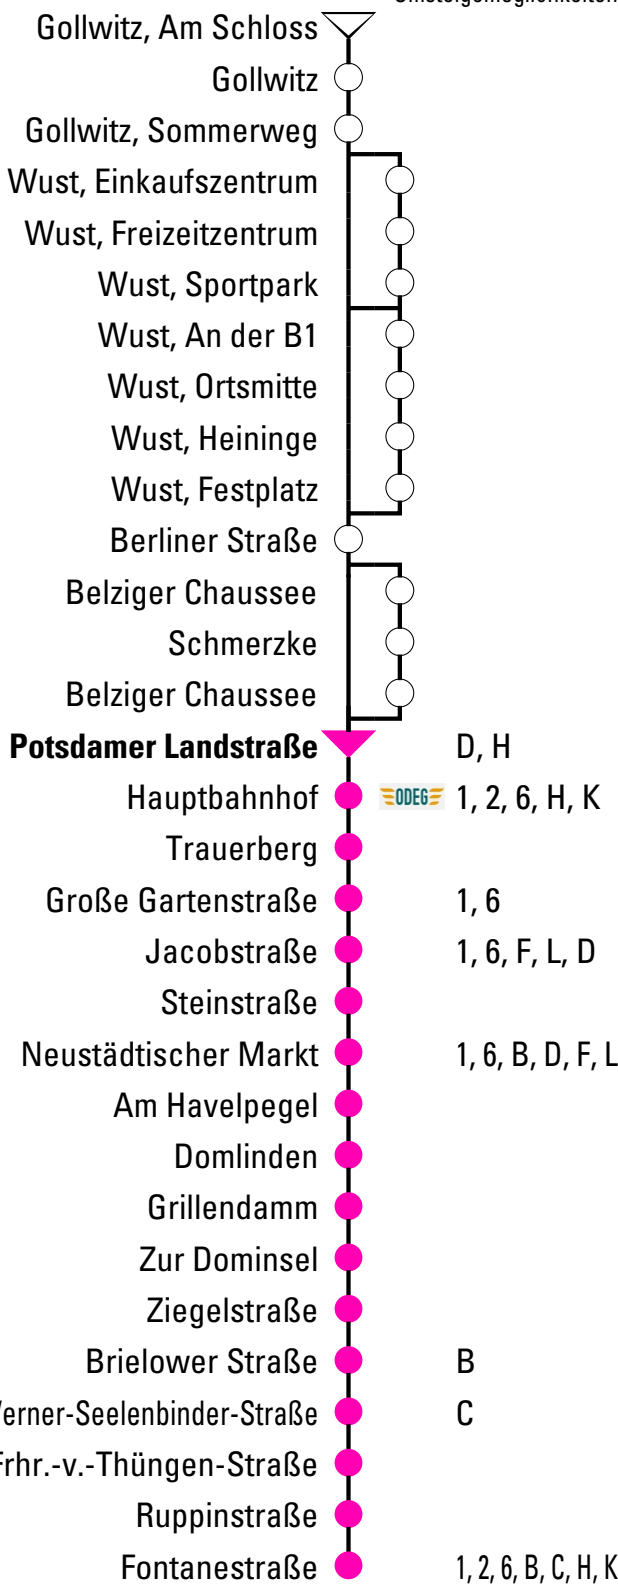 Gollwitz, Am Schloss
Gollwitz
Gollwitz, Sommerweg
Wust, Einkaufszentrum
Wust, Freizeitzentrum
Wust, Sportpark
Wust, An der B1
Wust, Ortsmitte
Wust, Heininge
Wust, Festplatz
Berliner Straße
Belziger Chaussee
Schmerzke
Belziger Chaussee
Potsdamer Landstraße D, H
Hauptbahnhof ODEG 1, 2, 6, H, K
Trauerberg
Große Gartenstraße 1, 6
Jacobstraße 1, 6, F, L, D
Steinstraße
Neustädtischer Markt 1, 6, B, D, F, L
Am Havelpegel
Domlinden
Grillendamm
Zur Dominsel
Ziegelstraße
Brielower Straße B
Werner-Seelenbinder-Straße C
Frhr.-v.-Thüngen-Straße
Ruppinstraße
Fontanestraße 1, 2, 6, B, C, H, K